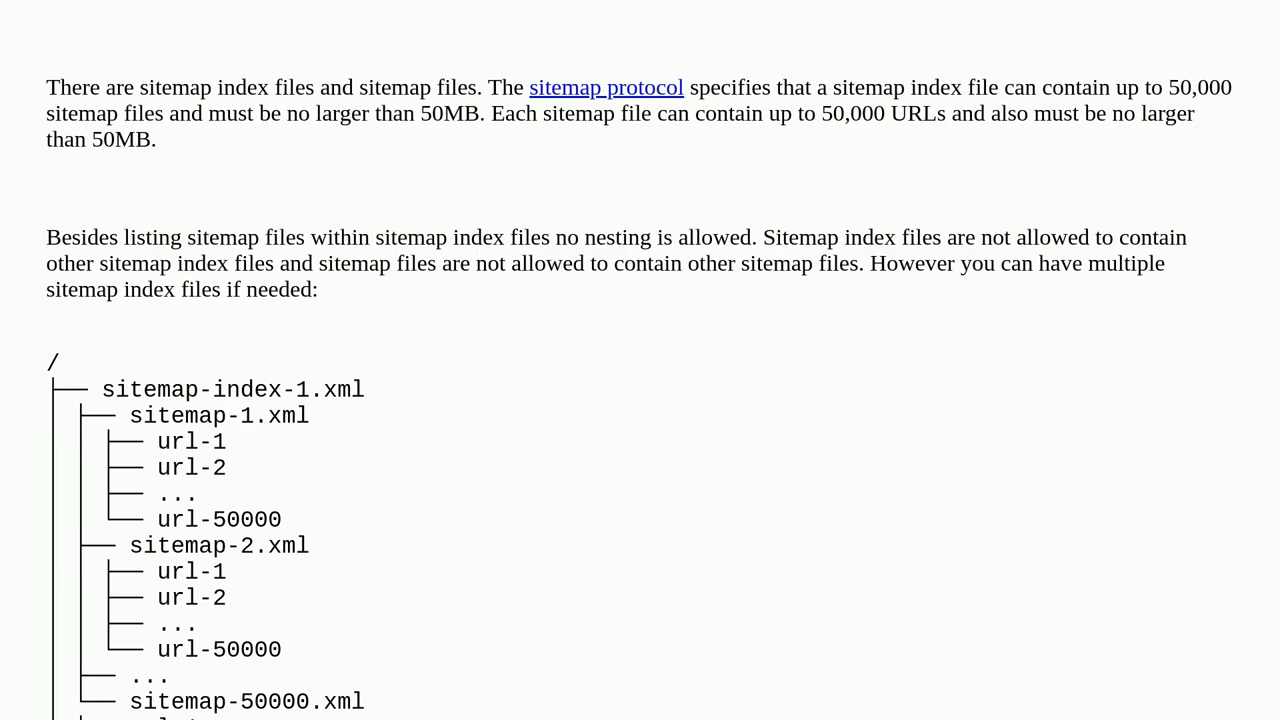 There are sitemap index files and sitemap files. The sitemap protocol specifies that a sitemap index file can contain up to 50,000
sitemap files and must be no larger than 50MB. Each sitemap file can contain up to 50,000 URLs and also must be no larger
than 50MB.
Besides listing sitemap files within sitemap index files no nesting is allowed. Sitemap index files are not allowed to contain
other sitemap index files and sitemap files are not allowed to contain other sitemap files. However you can have multiple
sitemap index files if needed:
/
├── sitemap-index-1.xml
│ ├── sitemap-1.xml
│ │ ├── url-1
│ │ ├── url-2
│ │ ├── ...
│ │ └── url-50000
│ ├── sitemap-2.xml
│ │ ├── url-1
│ │ ├── url-2
│ │ ├── ...
│ │ └── url-50000
│ ├── ...
│ └── sitemap-50000.xml